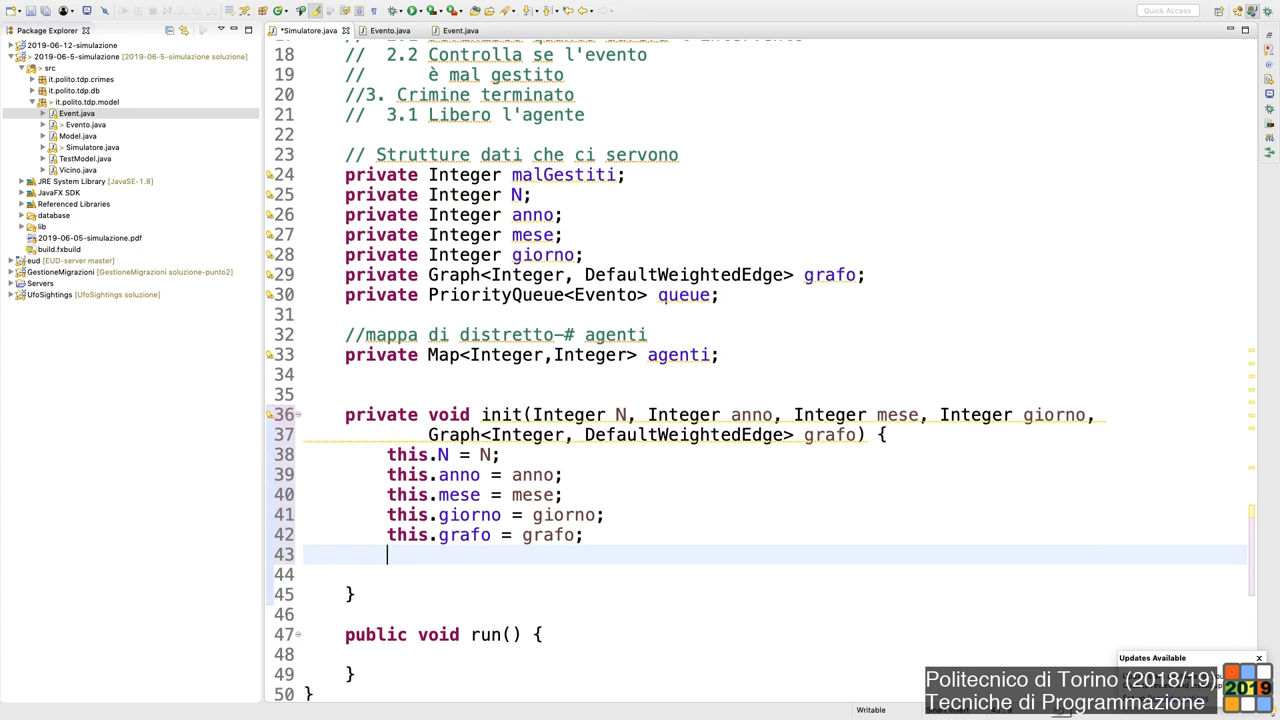 Quick Access
Package Explorer
*Simulatore.java
Evento.java
Event.java
2019-06-12-simulazione
> 2019-06-5-simulazione [2019-06-5-simulazione soluzione]
> src
it.polito.tdp.crimes
it.polito.tdp.db
> it.polito.tdp.model
Event.java
> Evento.java
Model.java
> Simulatore.java
TestModel.java
Vicino.java
JRE System Library [JavaSE-1.8]
JavaFX SDK
Referenced Libraries
database
lib
2019-06-05-simulazione.pdf
build.fxbuild
eud [EUD-server master]
GestioneMigrazioni [GestioneMigrazioni soluzione-punto2]
Servers
UfoSightings [UfoSightings soluzione]
18 // 2.2 Controlla se l'evento
19 // è mal gestito
20 //3. Crimine terminato
21 // 3.1 Libero l'agente
22
23 // Strutture dati che ci servono
24 private Integer malGestiti;
25 private Integer N;
26 private Integer anno;
27 private Integer mese;
28 private Integer giorno;
29 private Graph<Integer, DefaultWeightedEdge> grafo;
30 private PriorityQueue<Evento> queue;
31
32 //mappa di distretto-# agenti
33 private Map<Integer,Integer> agenti;
34
35
36 private void init(Integer N, Integer anno, Integer mese, Integer giorno,
37 Graph<Integer, DefaultWeightedEdge> grafo) {
38 this.N = N;
39 this.anno = anno;
40 this.mese = mese;
41 this.giorno = giorno;
42 this.grafo = grafo;
43
44
45 }
46
47 public void run() {
48
49 }
50 }
Updates Available
Politecnico di Torino (2018/19)
Tecniche di Programmazione
2019
Writable